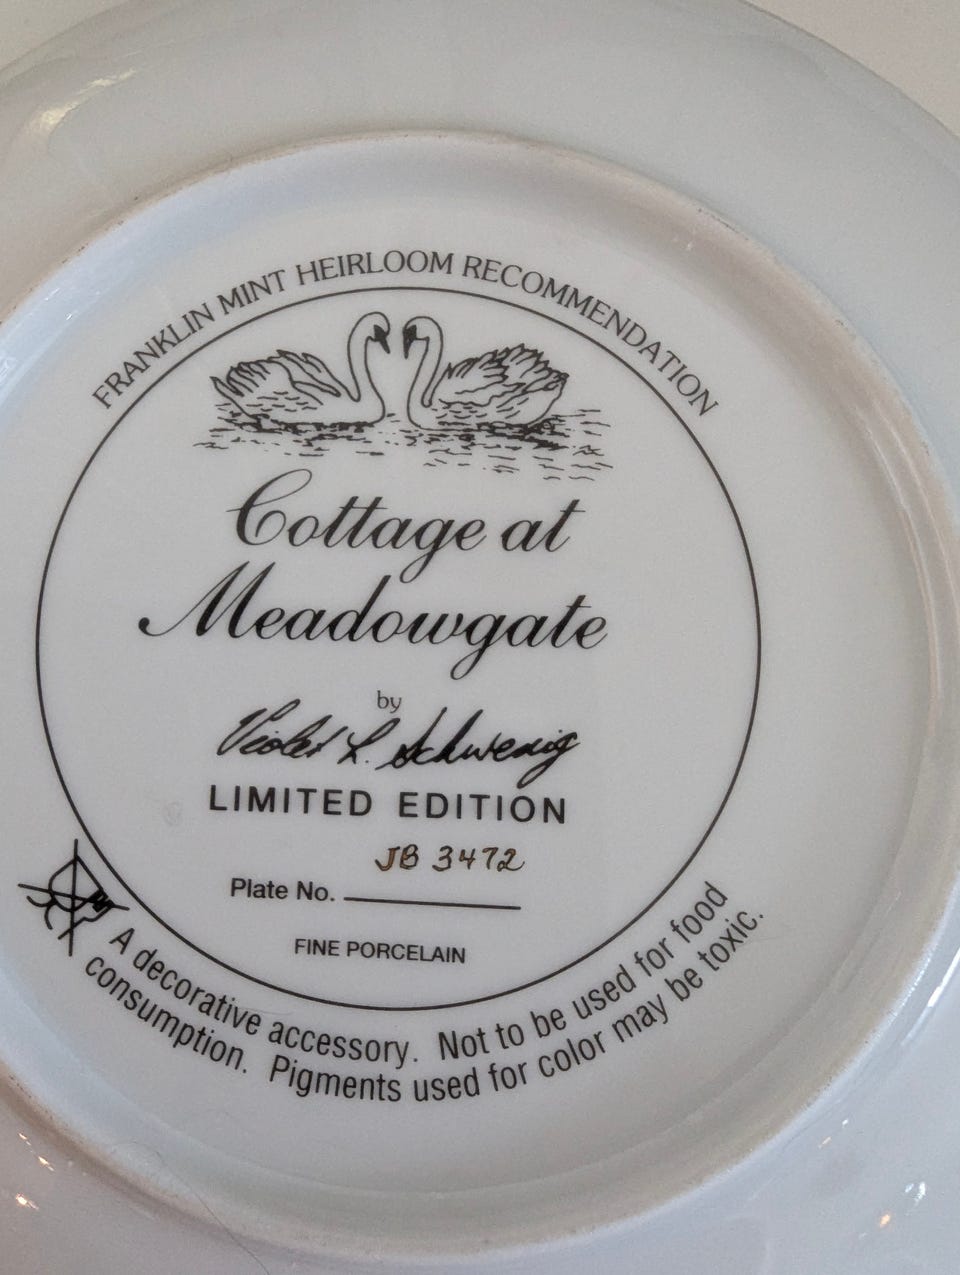 FRANKLIN MINT HEIRLOOM RECOMMENDATION
Cottage at
Meadowgate
by
Violet L. Schwenig
LIMITED EDITION
JB 3472
Plate No.
FINE PORCELAIN
A decorative accessory. Not to be used for food
consumption. Pigments used for color may be toxic.